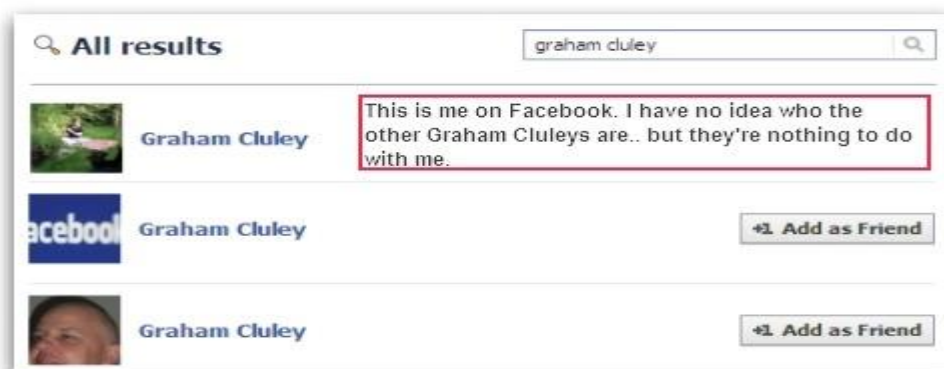 All results
graham cluley
Graham Cluley
This is me on Facebook. I have no idea who the
other Graham Cluleys are.. but they're nothing to do
with me.
acebook
Graham Cluley
+1 Add as Friend
Graham Cluley
+1 Add as Friend